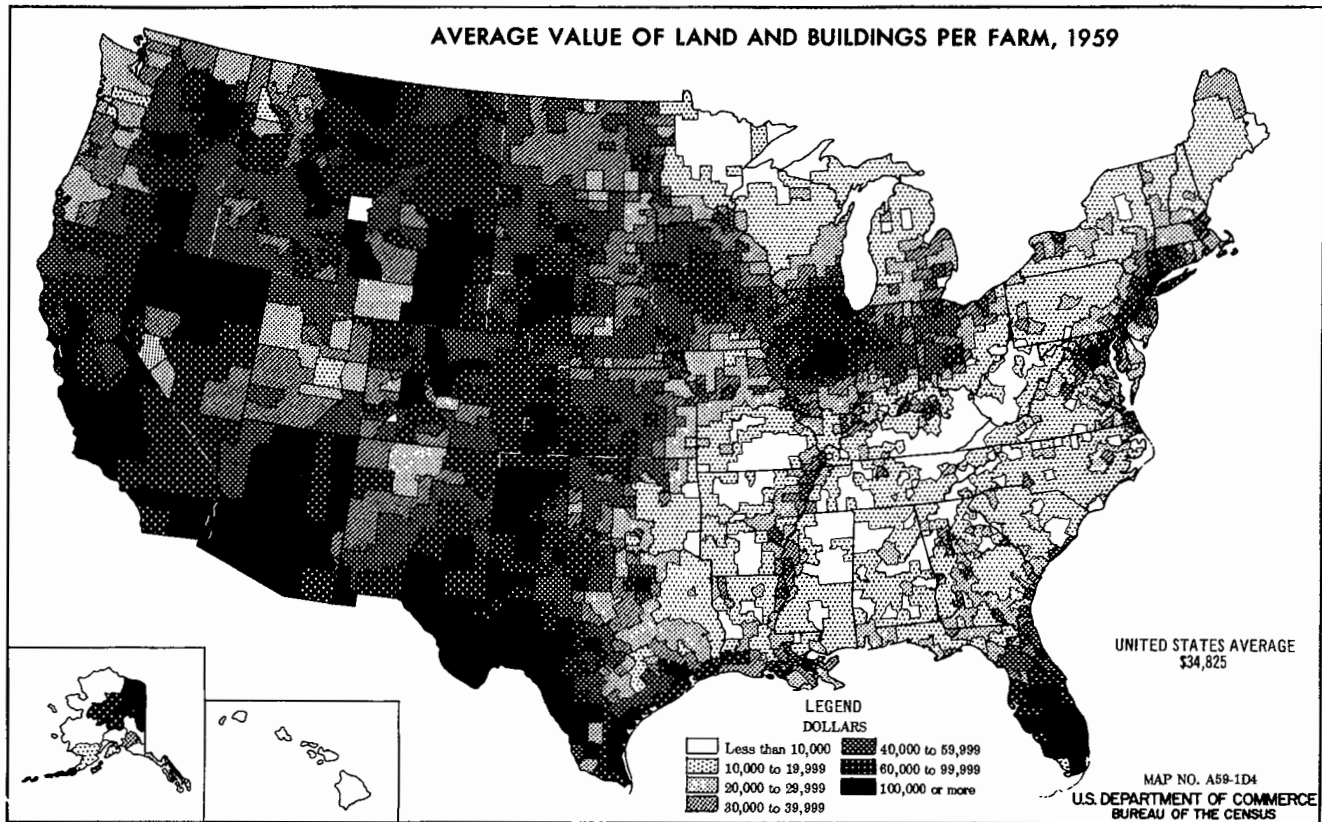 AVERAGE VALUE OF LAND AND BUILDINGS PER FARM, 1959
UNITED STATES AVERAGE
$34,825
LEGEND
DOLLARS
Less than 10,000
10,000 to 19,999
20,000 to 29,999
30,000 to 39,999
40,000 to 59,999
60,000 to 99,999
100,000 or more
MAP NO. A59-1D4
U.S. DEPARTMENT OF COMMERCE
BUREAU OF THE CENSUS